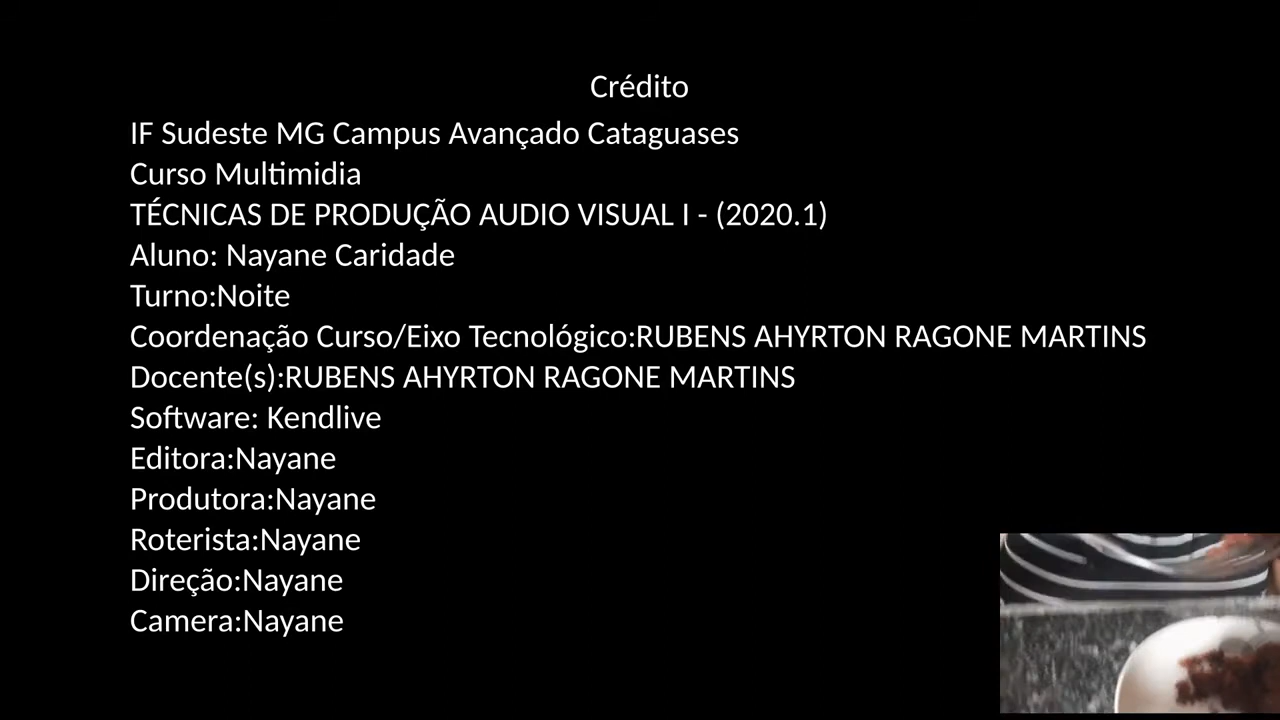 Crédito
IF Sudeste MG Campus Avançado Cataguases
Curso Multimidia
TÉCNICAS DE PRODUÇÃO AUDIO VISUAL I - (2020.1)
Aluno: Nayane Caridade
Turno:Noite
Coordenação Curso/Eixo Tecnológico:RUBENS AHYRTON RAGONE MARTINS
Docente(s):RUBENS AHYRTON RAGONE MARTINS
Software: Kendlive
Editora:Nayane
Produtora:Nayane
Roterista:Nayane
Direção:Nayane
Camera:Nayane